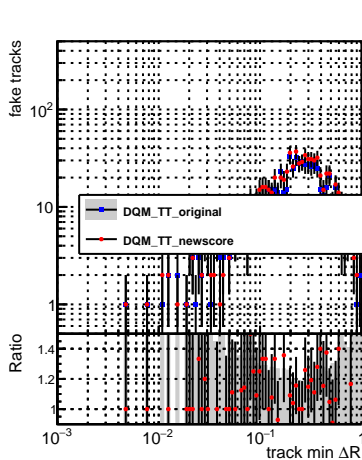 fake tracks
10²
10
1
DQM_TT_original
DQM_TT_newscore
Ratio
1.4
1.2
1
10⁻³
10⁻²
10⁻¹
1
track min ΔR